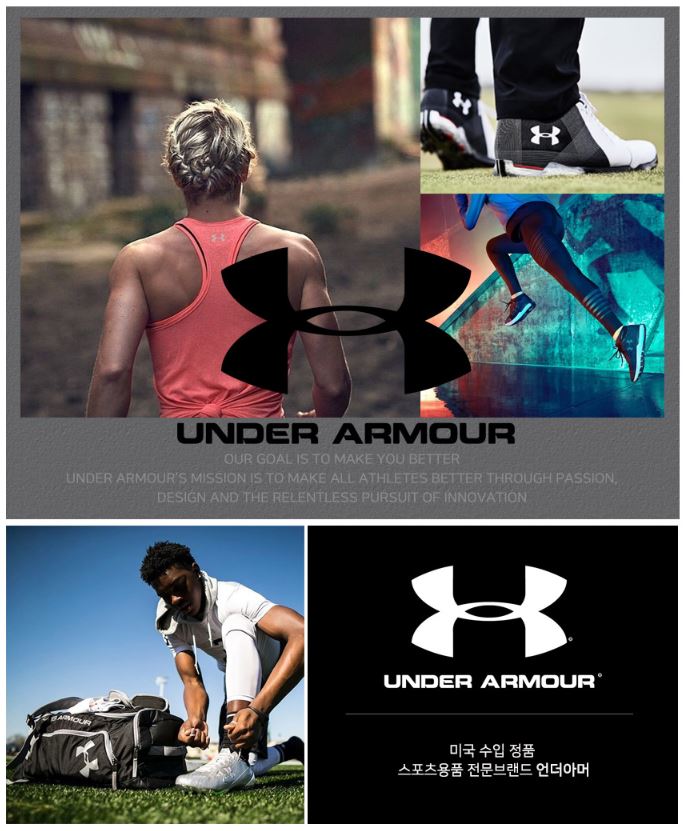 UNDER ARMOUR
OUR GOAL IS TO MAKE YOU BETTER
UNDER ARMOUR'S MISSION IS TO MAKE ALL ATHLETES BETTER THROUGH PASSION,
DESIGN AND THE RELENTLESS PURSUIT OF INNOVATION
UNDER ARMOUR
UNDER ARMOUR®
미국 수입 정품
스포츠용품 전문브랜드 언더아머